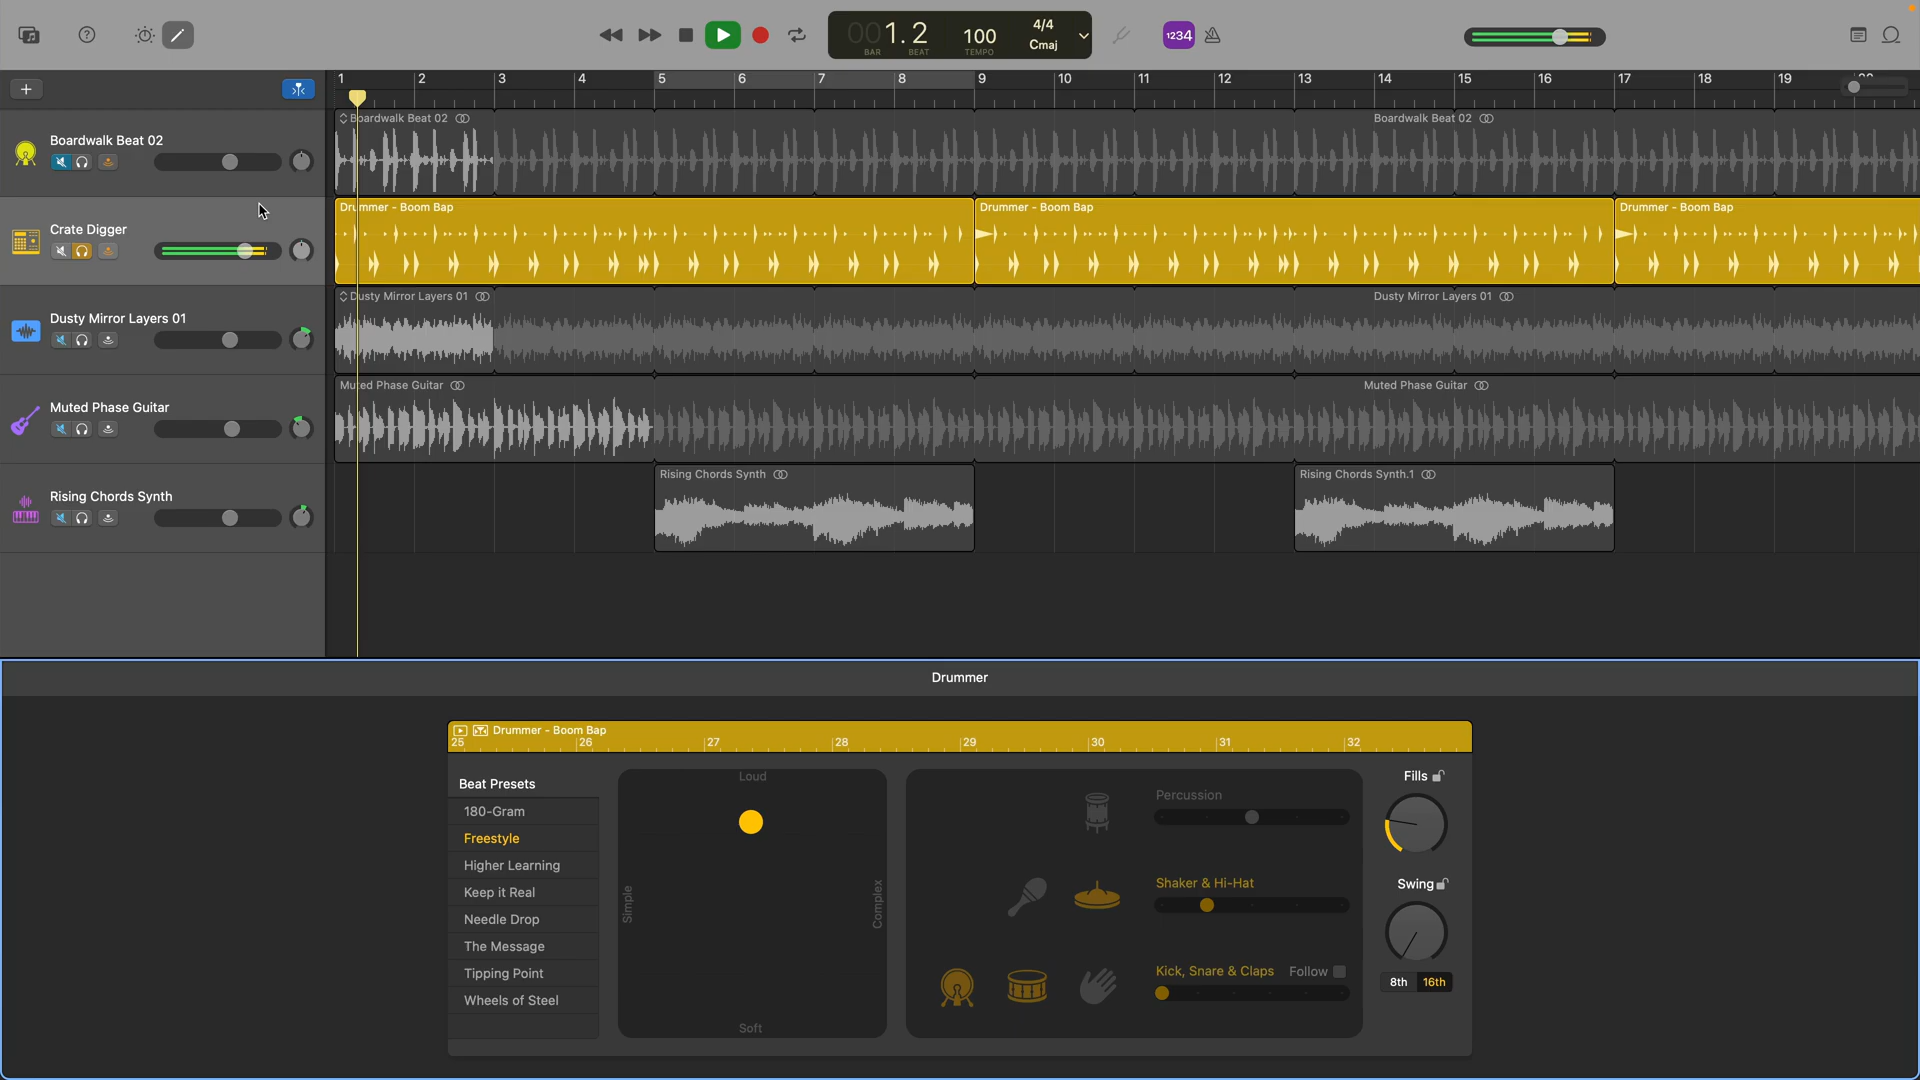 001. 2
BAR
BEAT
100
TEMPO
4/4
Cmaj
1234
1 2 3 4 5 6 7 8 9 10 11 12 13 14 15 16 17 18 19
Boardwalk Beat 02
Boardwalk Beat 02
Boardwalk Beat 02
Crate Digger
Drummer - Boom Bap
Drummer - Boom Bap
Drummer - Boom Bap
Dusty Mirror Layers 01
Dusty Mirror Layers 01
Dusty Mirror Layers 01
Muted Phase Guitar
Muted Phase Guitar
Muted Phase Guitar
Rising Chords Synth
Rising Chords Synth
Rising Chords Synth.1
Drummer
Drummer - Boom Bap
25 26 27 28 29 30 31 32
Beat Presets
180-Gram
Freestyle
Higher Learning
Keep it Real
Needle Drop
The Message
Tipping Point
Wheels of Steel
Loud
Simple
Complex
Soft
Percussion
Shaker & Hi-Hat
Kick, Snare & Claps
Follow
Fills
Swing
8th
16th